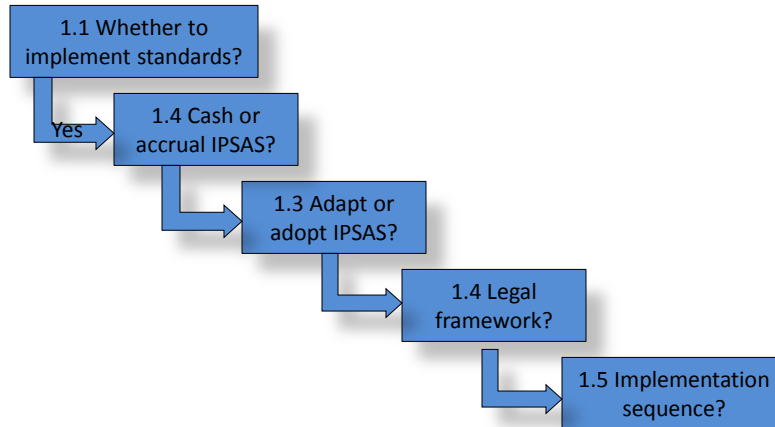 1.1 Whether to
implement standards?
Yes
1.4 Cash or
accrual IPSAS?
1.3 Adapt or
adopt IPSAS?
1.4 Legal
framework?
1.5 Implementation
sequence?